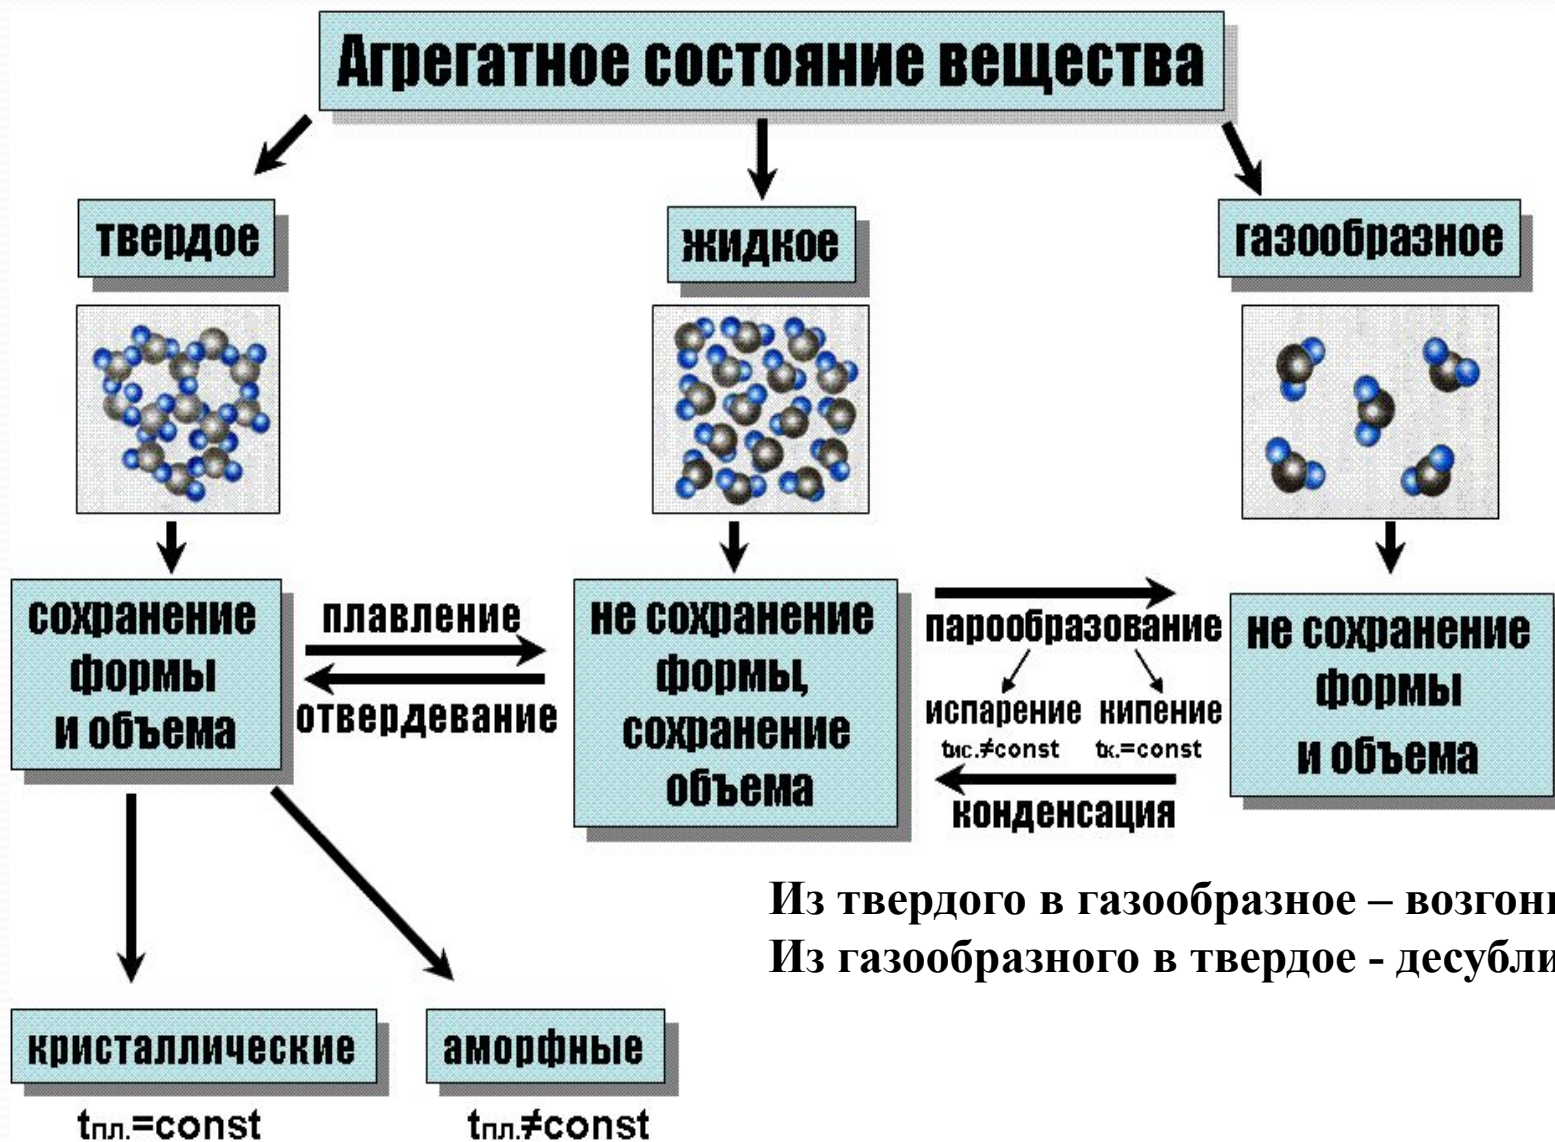 Агрегатное состояние вещества
твердое
жидкое
газообразное
сохранение
формы
и объема
плавление
отвердевание
не сохранение
формы,
сохранение
объема
парообразование
испарение кипение
tис.≠const tк.=const
конденсация
не сохранение
формы
и объема
Из твердого в газообразное – 
Из газообразного в твердое - 
кристаллические
аморфные
tпл.=const
tпл.≠const